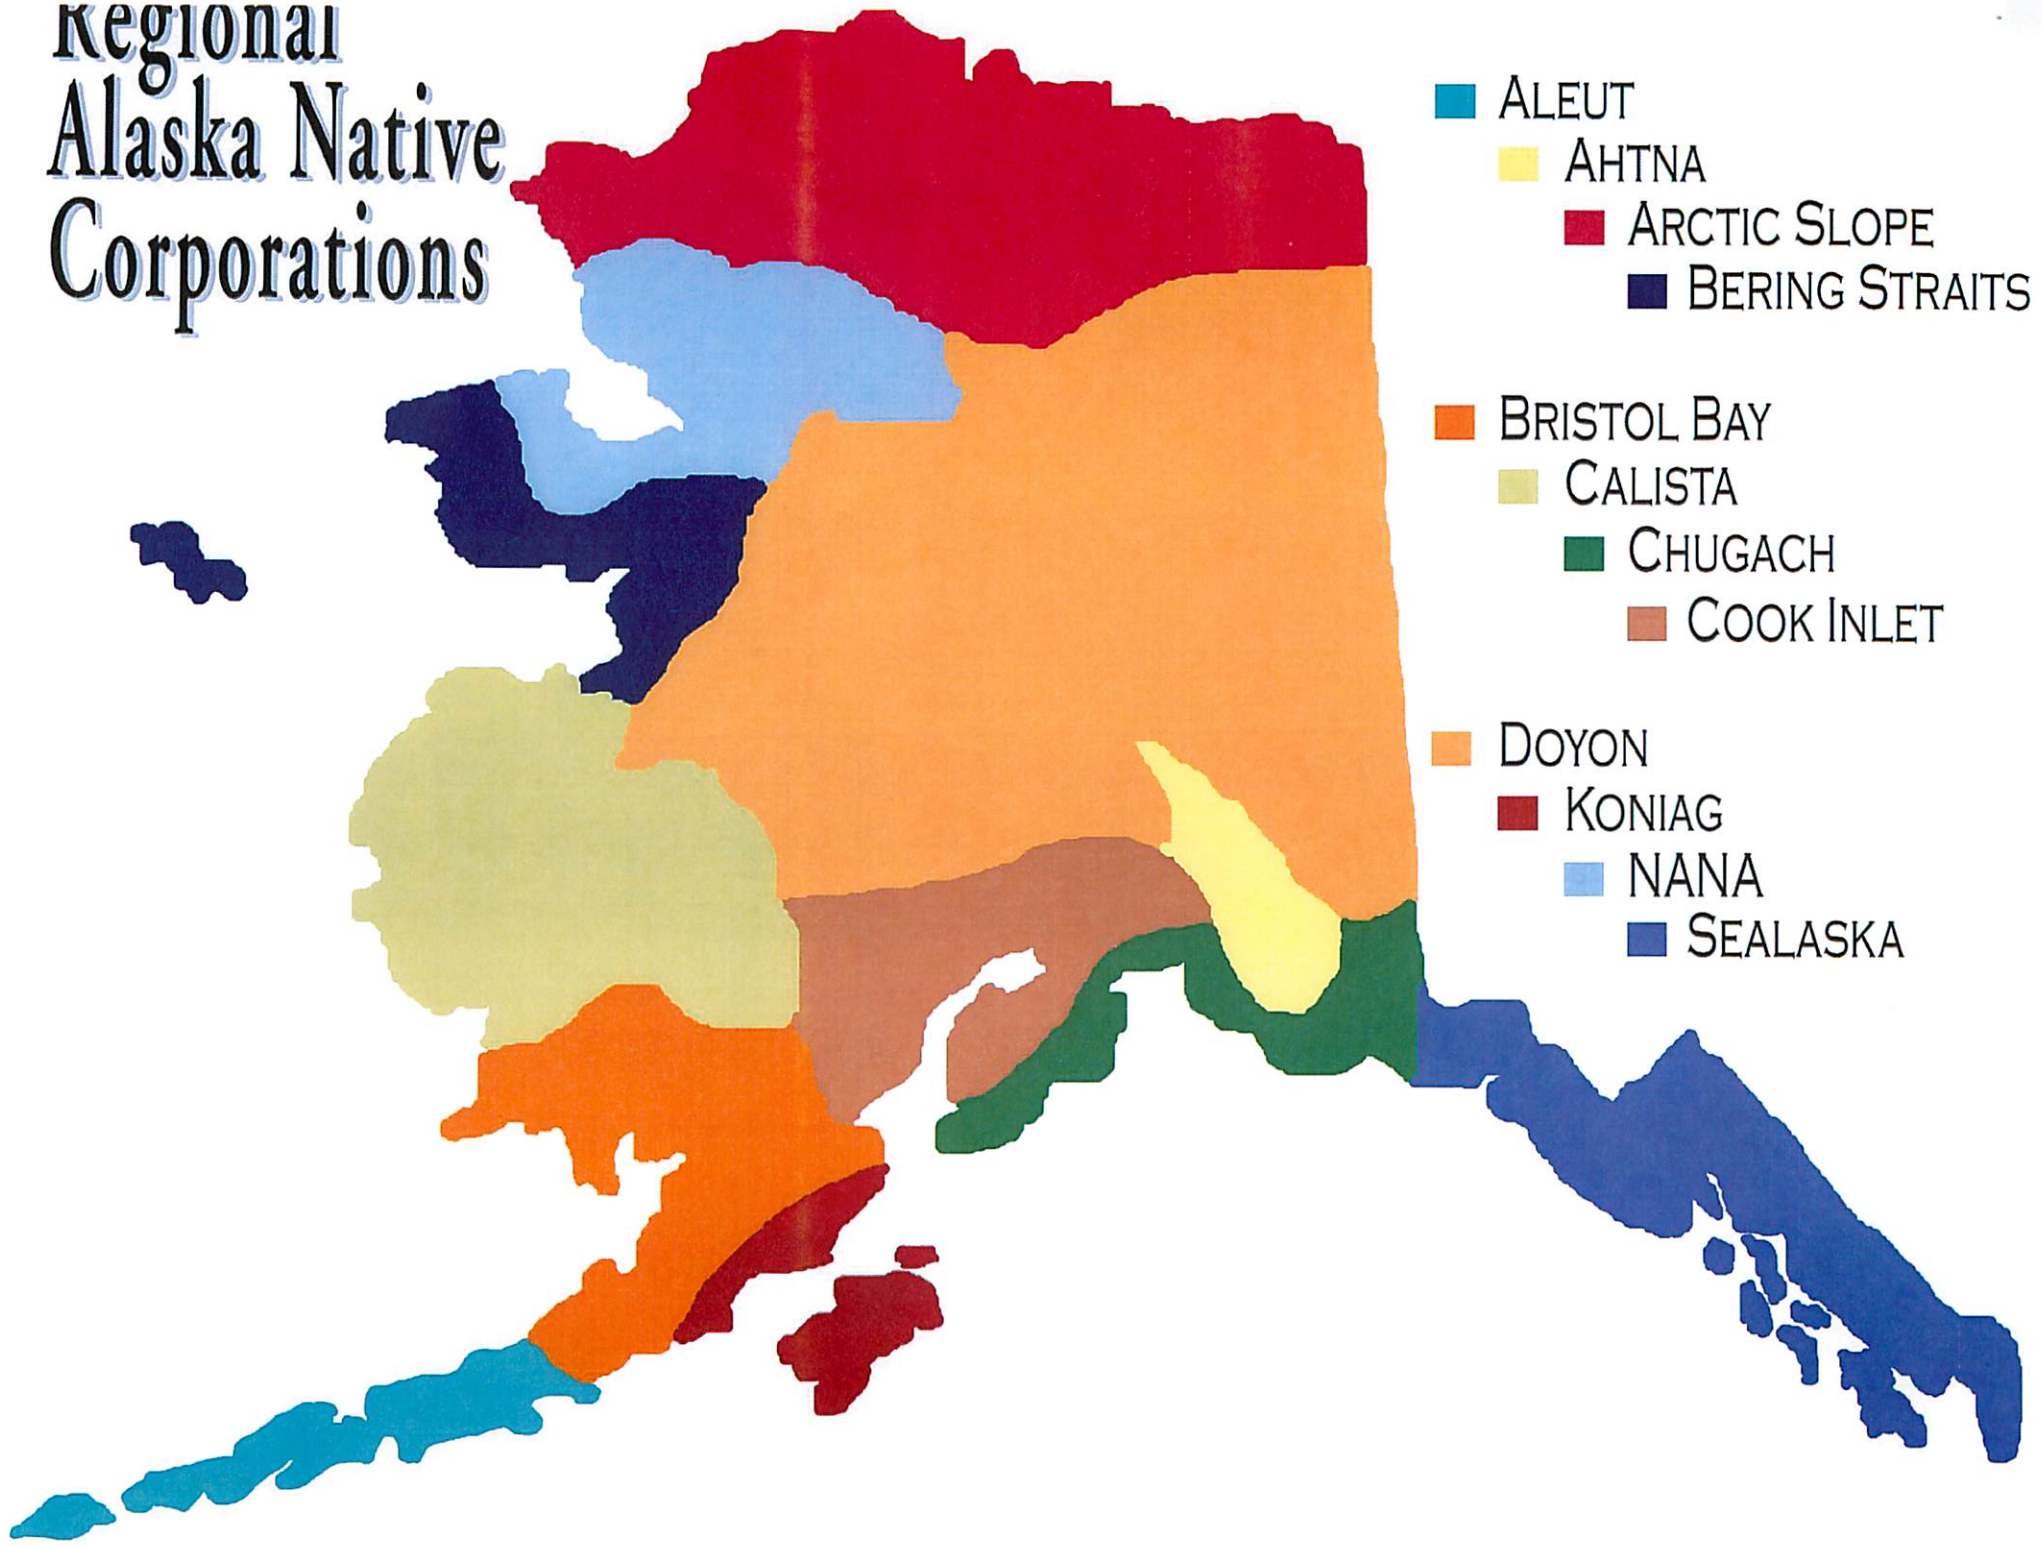 Regional
Alaska Native
Corporations
ALEUT
AHTNA
ARCTIC SLOPE
BERING STRAITS
BRISTOL BAY
CALISTA
CHUGACH
COOK INLET
DOYON
KONIAG
NANA
SEALASKA